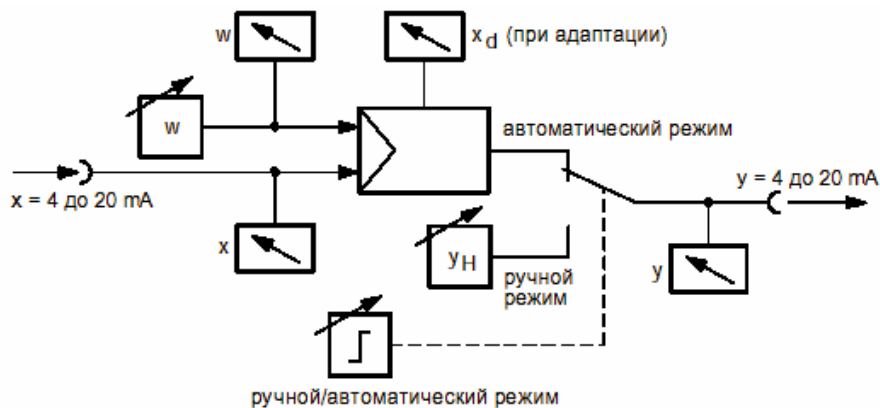 w
x d (при адаптации)
w
автоматический режим
x = 4 до 20 mA
y = 4 до 20 mA
x
y H
ручной
режим
y
ручной/автоматический режим